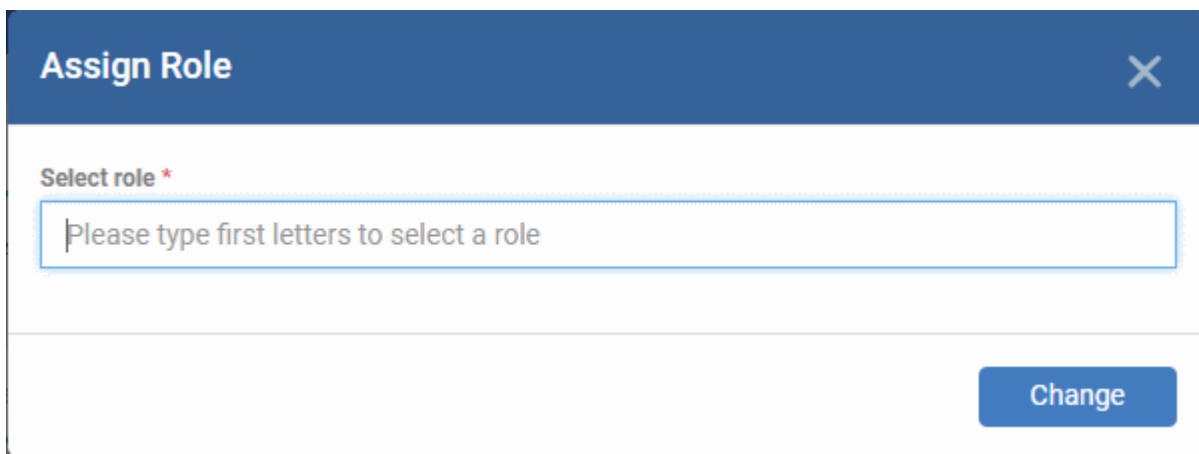 Assign Role
Select role *
Please type first letters to select a role
Change